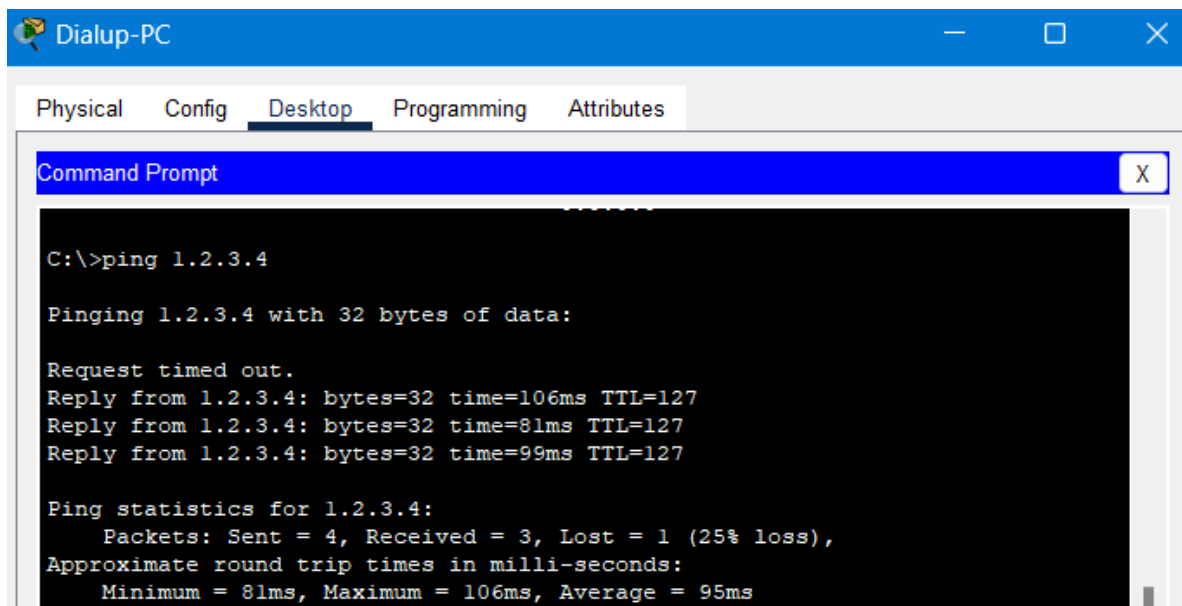 Dialup-PC
Physical Config Desktop Programming Attributes
Command Prompt
X
C:\>ping 1.2.3.4
Pinging 1.2.3.4 with 32 bytes of data:
Request timed out.
Reply from 1.2.3.4: bytes=32 time=106ms TTL=127
Reply from 1.2.3.4: bytes=32 time=81ms TTL=127
Reply from 1.2.3.4: bytes=32 time=99ms TTL=127
Ping statistics for 1.2.3.4:
Packets: Sent = 4, Received = 3, Lost = 1 (25% loss),
Approximate round trip times in milli-seconds:
Minimum = 81ms, Maximum = 106ms, Average = 95ms